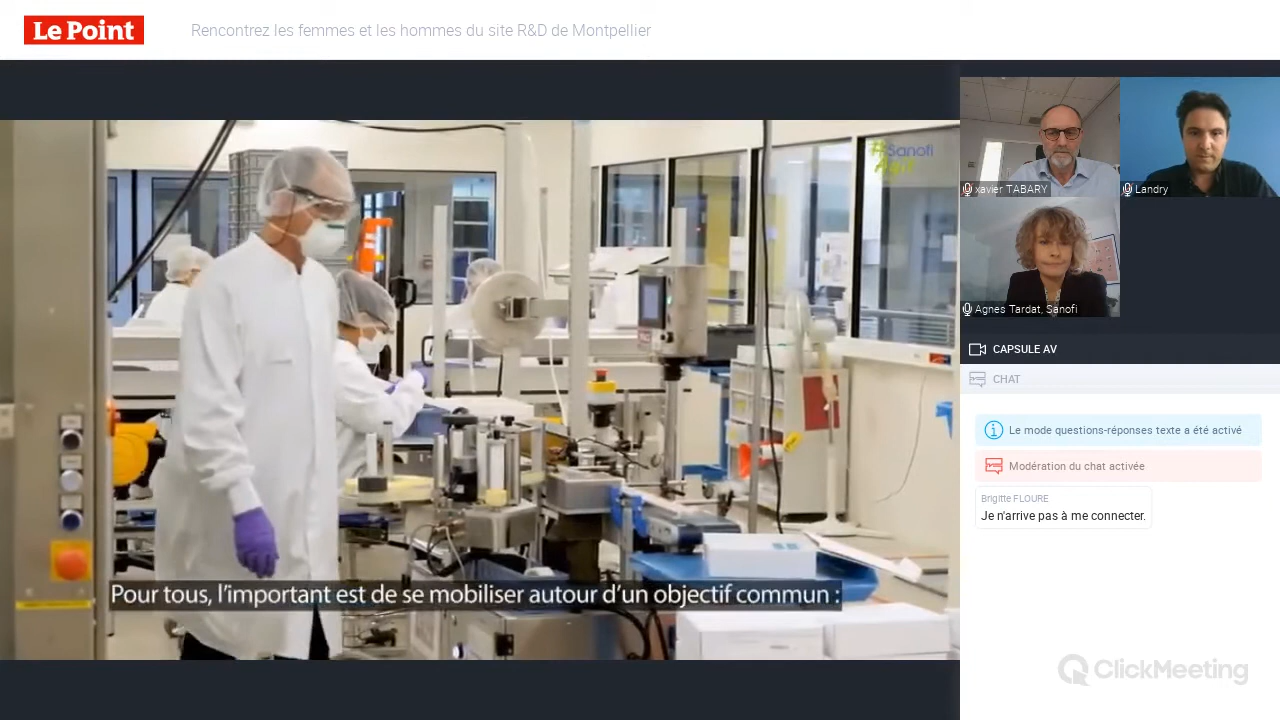 Le Point
Rencontrez les femmes et les hommes du site R&D de Montpellier
#Sanofi
Agit
Pour tous, l'important est de se mobiliser autour d'un objectif commun :
xavier TABARY
Landry
Agnes Tardat, Sanofi
CAPSULE AV
CHAT
Le mode questions-réponses texte a été activé
Modération du chat activée
Brigitte FLOURE
Je n'arrive pas à me connecter.
ClickMeeting